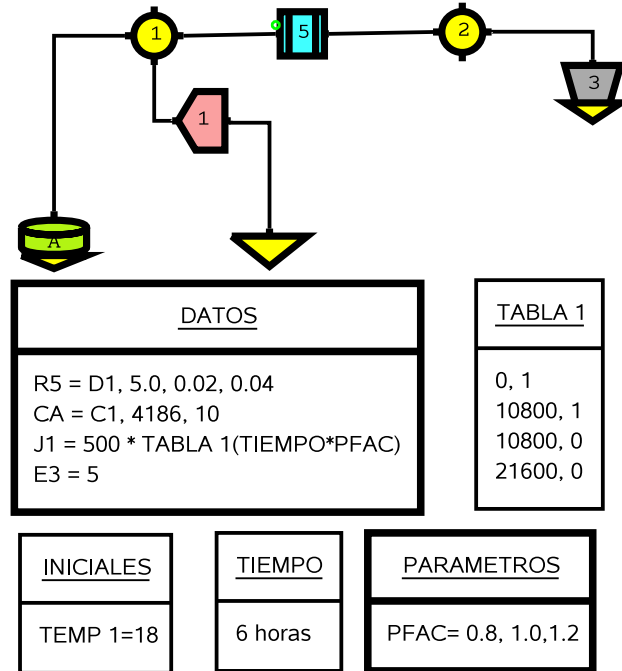 1
5
2
3
1
A
DATOS
R5 = D1, 5.0, 0.02, 0.04
CA = C1, 4186, 10
J1 = 500 * TABLA 1(TIEMPO*PFAC)
E3 = 5
TABLA 1
0, 1
10800, 1
10800, 0
21600, 0
INICIALES
TEMP 1=18
TIEMPO
6 horas
PARAMETROS
PFAC= 0.8, 1.0,1.2